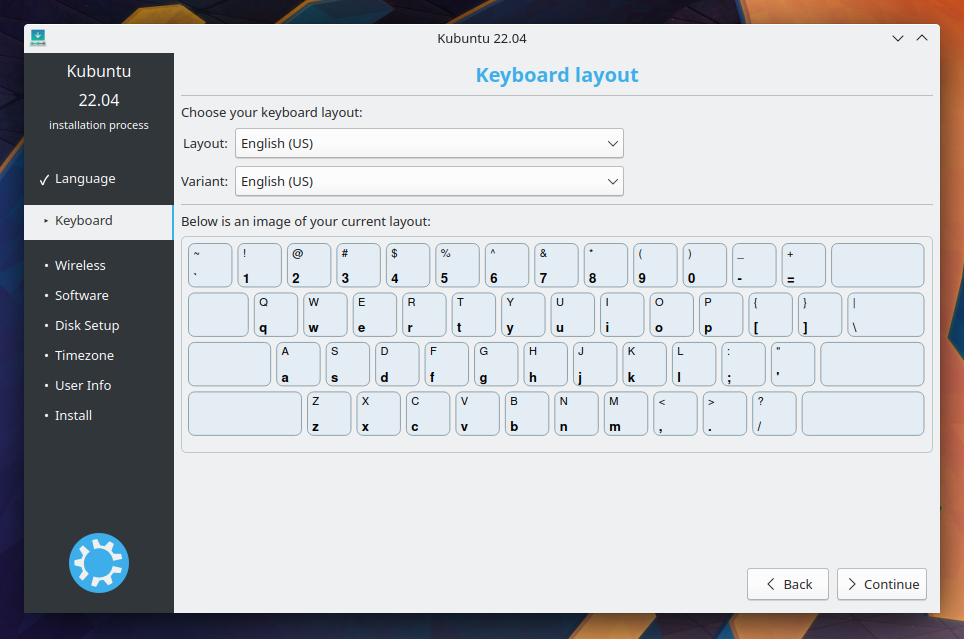 Kubuntu 22.04
Kubuntu
22.04
installation process
✓ Language
‣ Keyboard
• Wireless
• Software
• Disk Setup
• Timezone
• User Info
• Install
Keyboard layout
Choose your keyboard layout:
Layout: English (US)
Variant: English (US)
Below is an image of your current layout:
~ ! @ # $ % ^ & * ( ) _ +
` 1 2 3 4 5 6 7 8 9 0 - =
Q W E R T Y U I O P { } |
q w e r t y u i o p [ ] \
A S D F G H J K L : "
a s d f g h j k l ; '
Z X C V B N M < > ?
z x c v b n m , . /
Back Continue